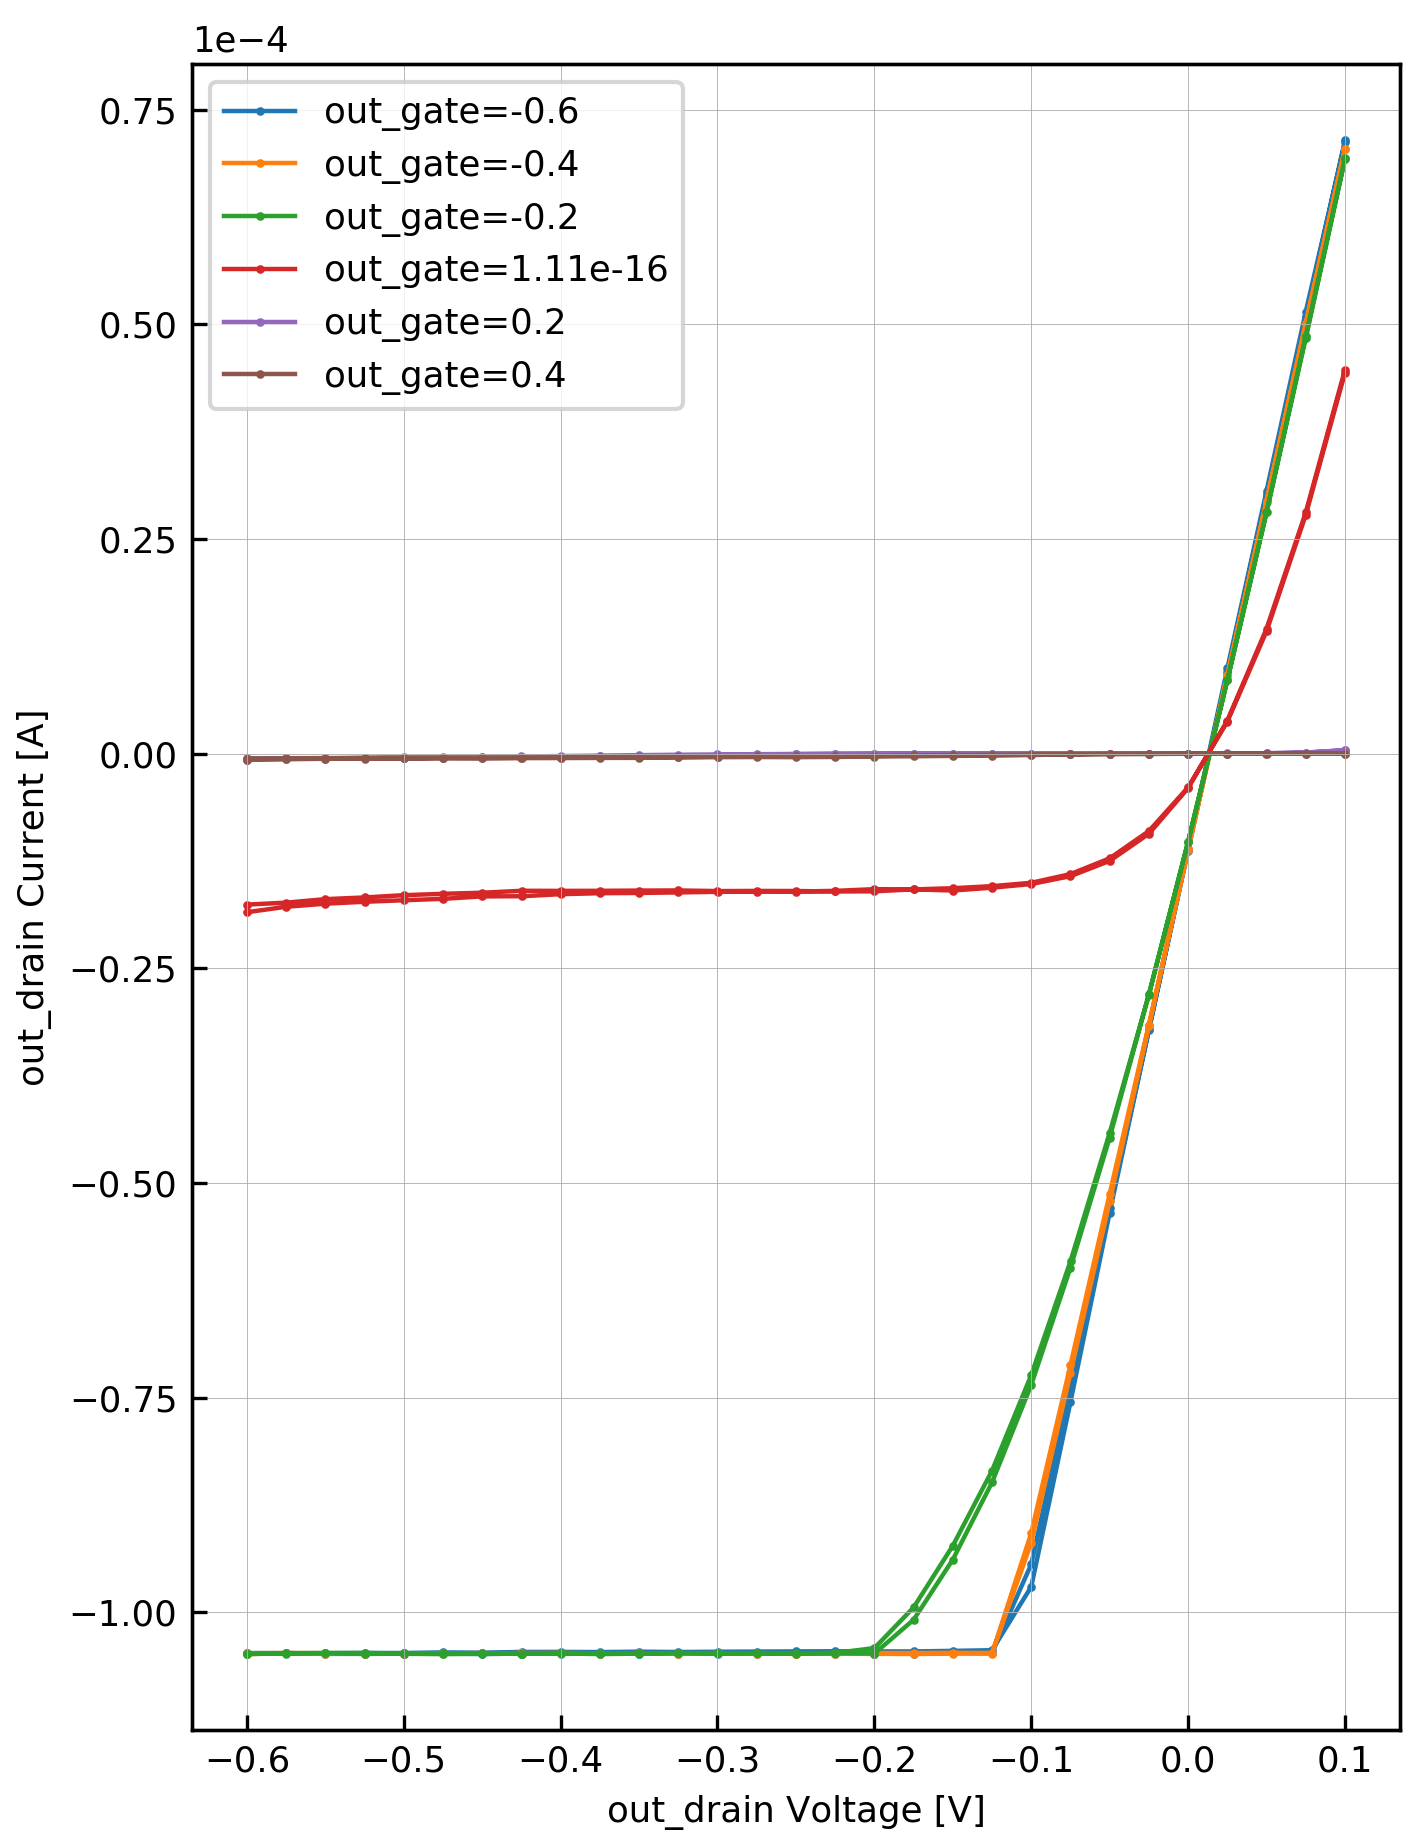 1e−4
0.75
0.50
0.25
0.00
−0.25
−0.50
−0.75
−1.00
out_drain Current [A]
out_gate=-0.6
out_gate=-0.4
out_gate=-0.2
out_gate=1.11e-16
out_gate=0.2
out_gate=0.4
−0.6 −0.5 −0.4 −0.3 −0.2 −0.1 0.0 0.1
out_drain Voltage [V]